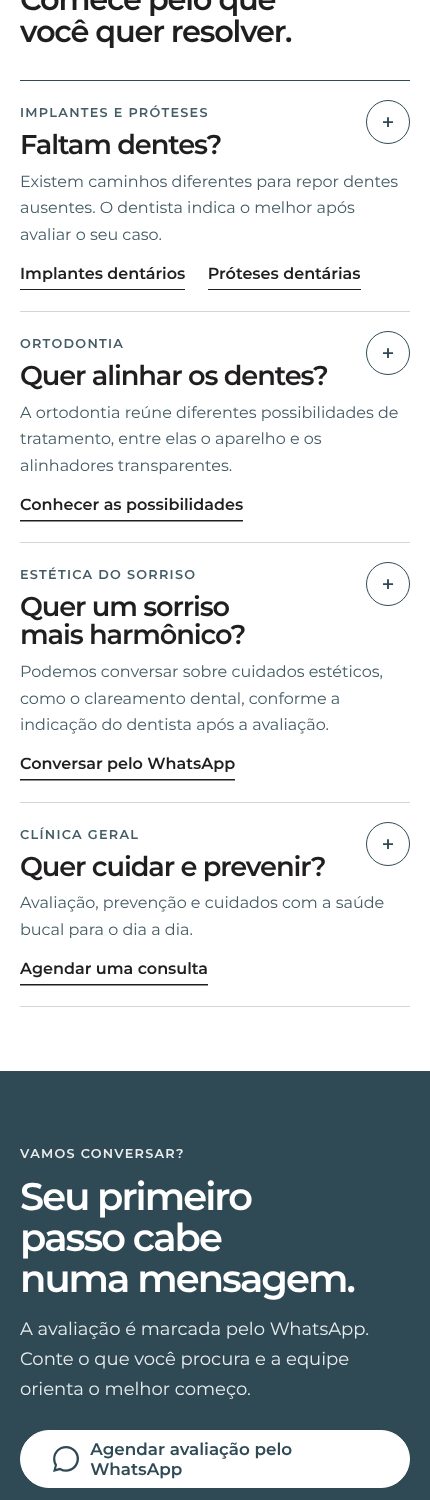 Comece pelo que
você quer resolver.
IMPLANTES E PRÓTESES
+
Faltam dentes?
Existem caminhos diferentes para repor dentes
ausentes. O dentista indica o melhor após
avaliar o seu caso.
Implantes dentários Próteses dentárias
ORTODONTIA
+
Quer alinhar os dentes?
A ortodontia reúne diferentes possibilidades de
tratamento, entre elas o aparelho e os
alinhadores transparentes.
Conhecer as possibilidades
ESTÉTICA DO SORRISO
+
Quer um sorriso
mais harmônico?
Podemos conversar sobre cuidados estéticos,
como o clareamento dental, conforme a
indicação do dentista após a avaliação.
Conversar pelo WhatsApp
CLÍNICA GERAL
+
Quer cuidar e prevenir?
Avaliação, prevenção e cuidados com a saúde
bucal para o dia a dia.
Agendar uma consulta
VAMOS CONVERSAR?
Seu primeiro
passo cabe
numa mensagem.
A avaliação é marcada pelo WhatsApp.
Conte o que você procura e a equipe
orienta o melhor começo.
Agendar avaliação pelo
WhatsApp